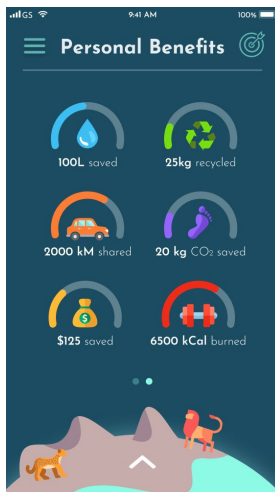 GS 9:41 AM 100%
Personal Benefits
100L saved 25kg recycled
2000 kM shared 20 kg CO₂ saved
$
$125 saved 6500 kCal burned